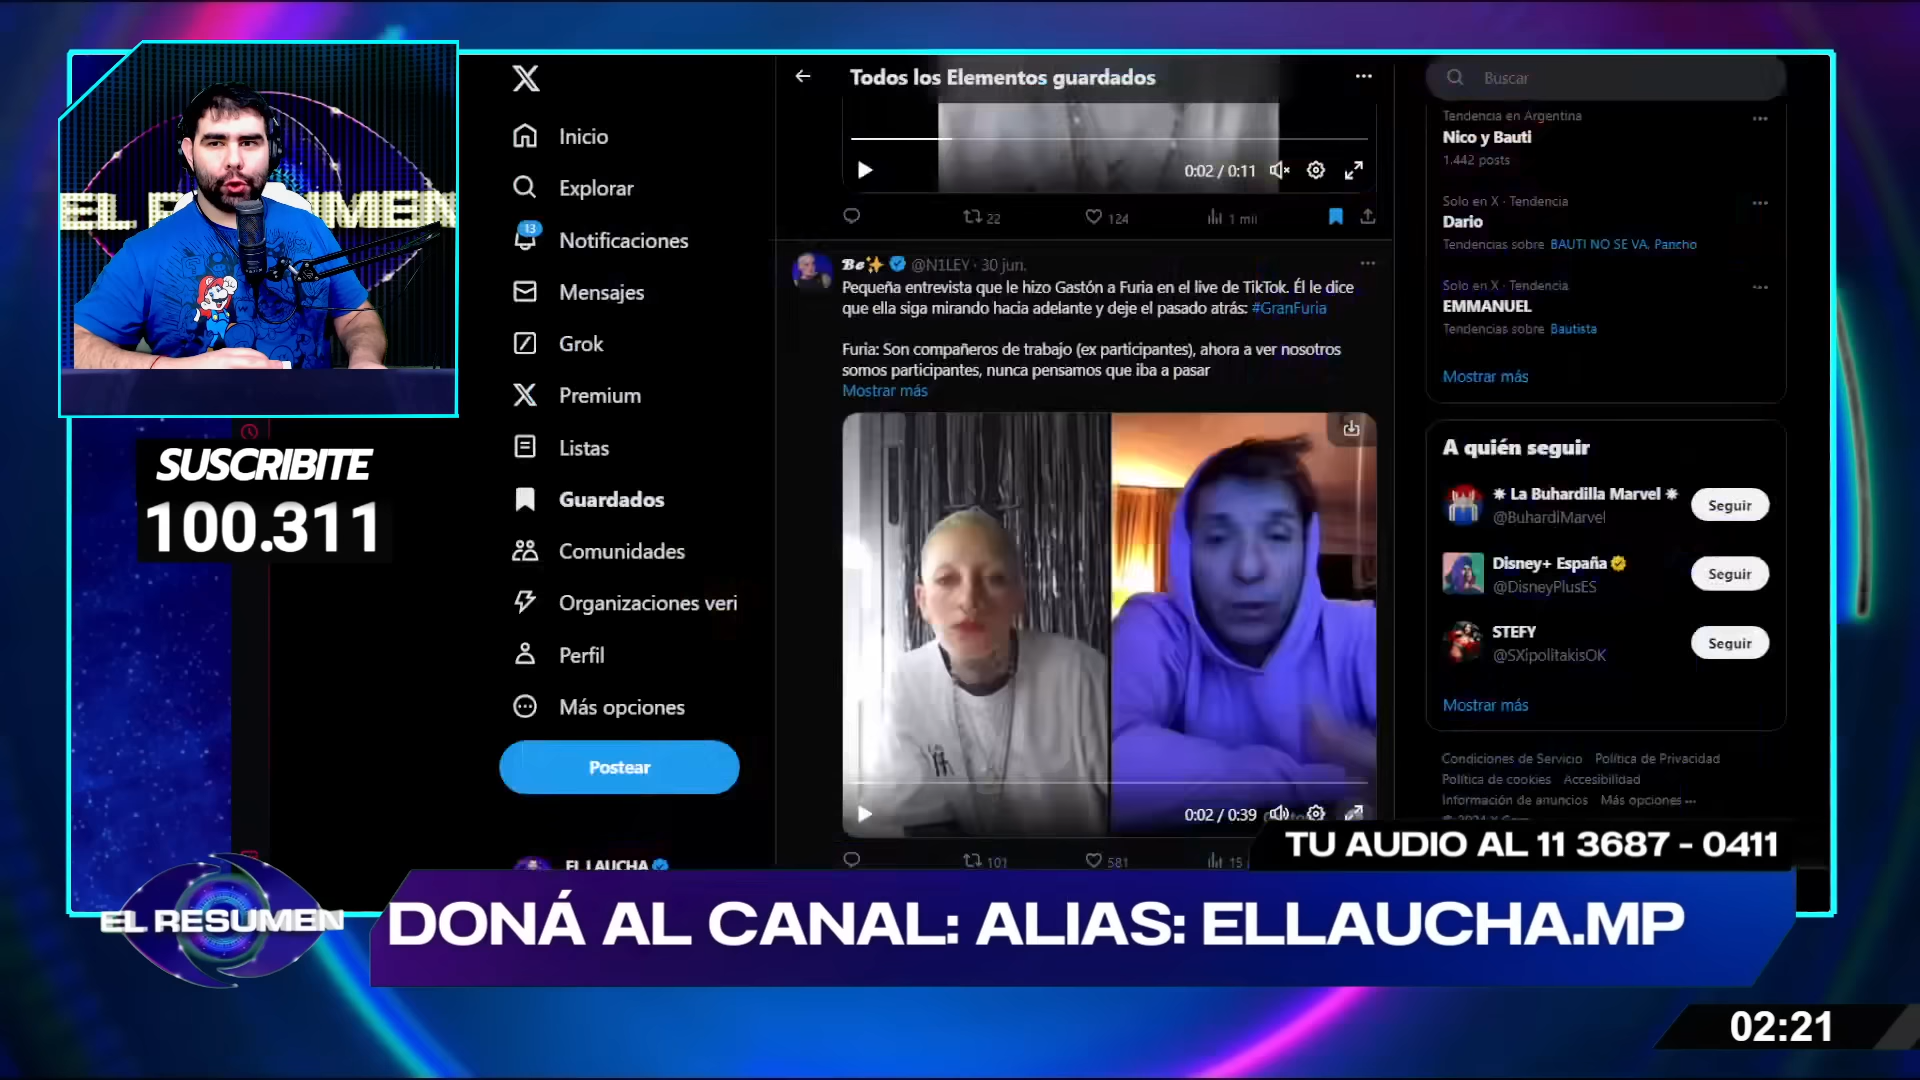 EL RESUMEN
SUSCRIBITE
100.311
Inicio
Explorar
13
Notificaciones
Mensajes
Grok
Premium
Listas
Guardados
Comunidades
Organizaciones veri
Perfil
Más opciones
Postear
EL LAUCHA
Todos los Elementos guardados
0:02 / 0:11
22
124
1 mil
Be✨ @N1LEY · 30 jun.
Pequeña entrevista que le hizo Gastón a Furia en el live de TikTok. Él le dice
que ella siga mirando hacia adelante y deje el pasado atrás: #GranFuria
Furia: Son compañeros de trabajo (ex participantes), ahora a ver nosotros
somos participantes, nunca pensamos que iba a pasar
Mostrar más
0:02 / 0:39
101
581
15
Buscar
Tendencia en Argentina
Nico y Bauti
1.442 posts
Solo en X · Tendencia
Dario
Tendencias sobre BAUTI NO SE VA, Pancho
Solo en X · Tendencia
EMMANUEL
Tendencias sobre Bautista
Mostrar más
A quién seguir
✷ La Buhardilla Marvel ✷
@BuhardiMarvel
Seguir
Disney+ España
@DisneyPlusES
Seguir
STEFY
@SXipolitakisOK
Seguir
Mostrar más
Condiciones de Servicio Política de Privacidad
Política de cookies Accesibilidad
Información de anuncios Más opciones ···
TU AUDIO AL 11 3687 - 0411
EL RESUMEN
DONÁ AL CANAL: ALIAS: ELLAUCHA.MP
02:21